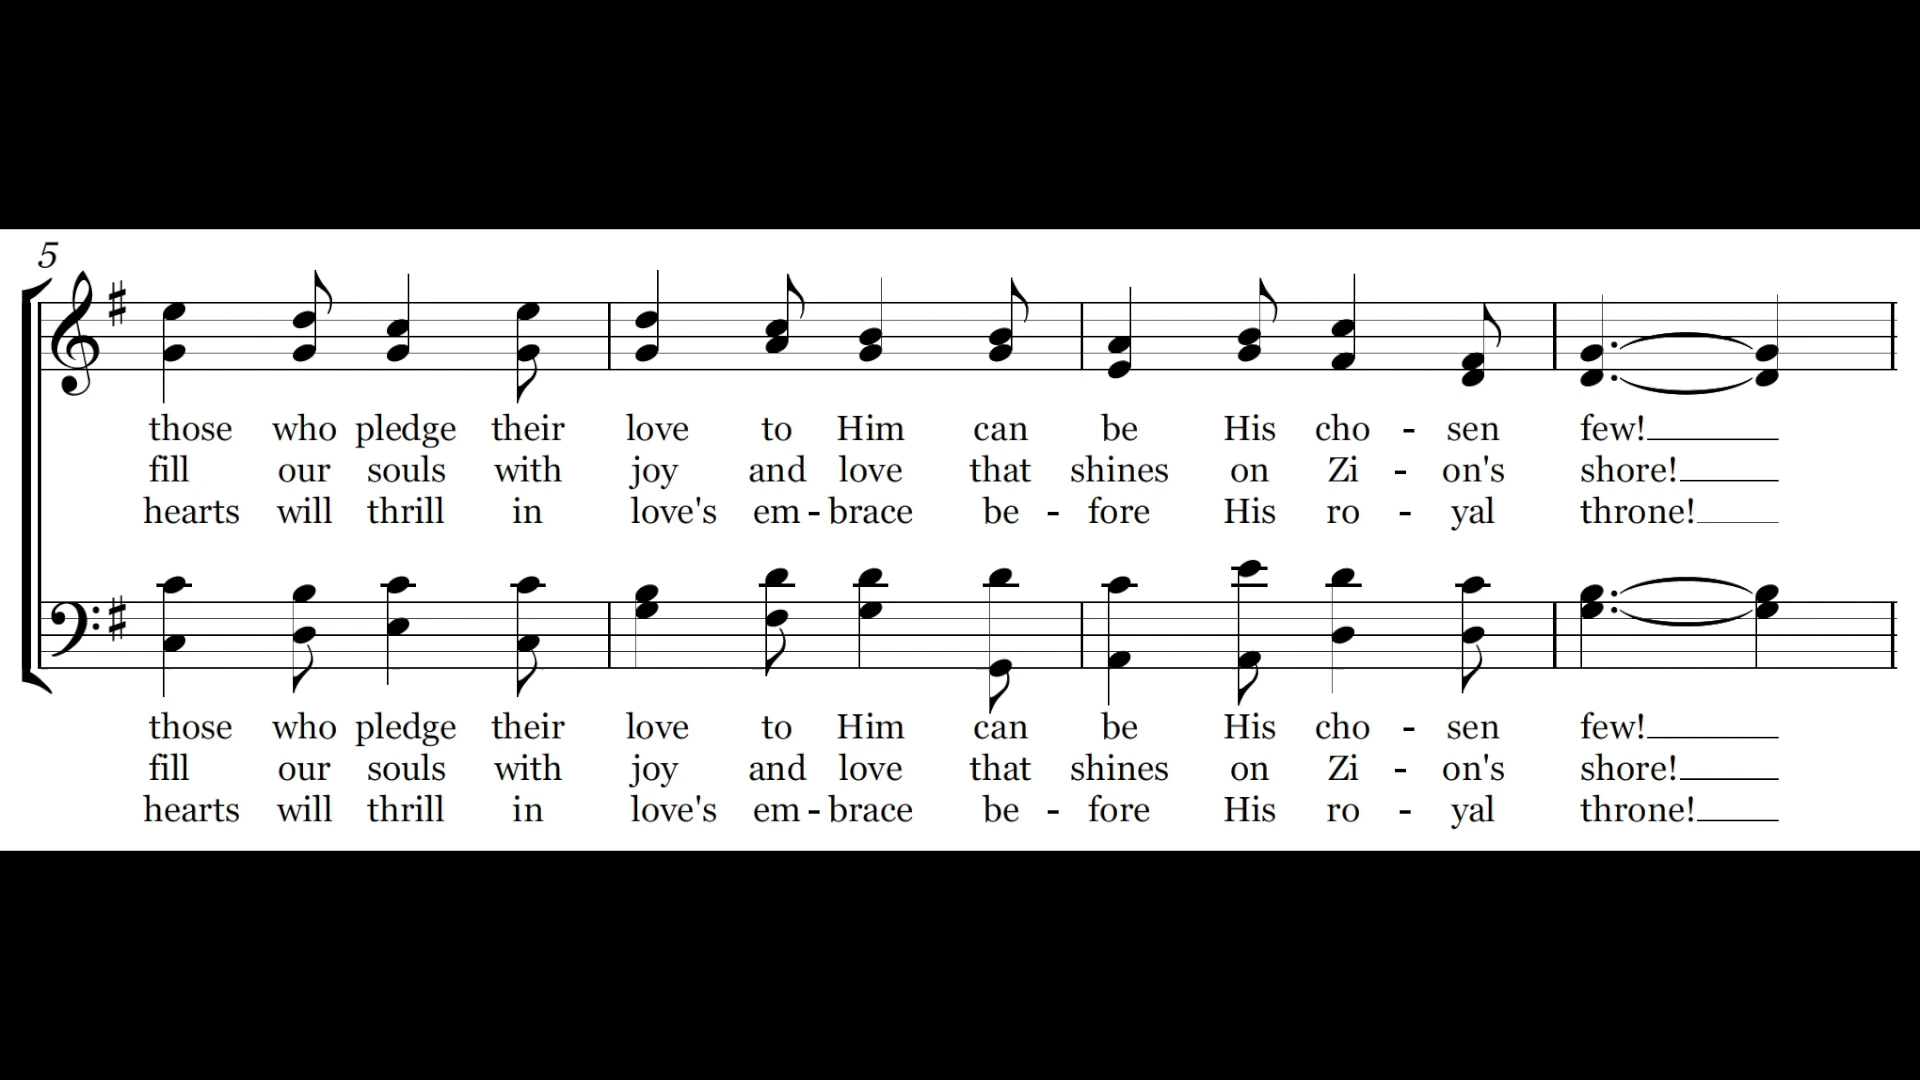 5
those who pledge their love to Him can be His cho - sen few!
fill our souls with joy and love that shines on Zi - on's shore!
hearts will thrill in love's em - brace be - fore His ro - yal throne!
those who pledge their love to Him can be His cho - sen few!
fill our souls with joy and love that shines on Zi - on's shore!
hearts will thrill in love's em - brace be - fore His ro - yal throne!